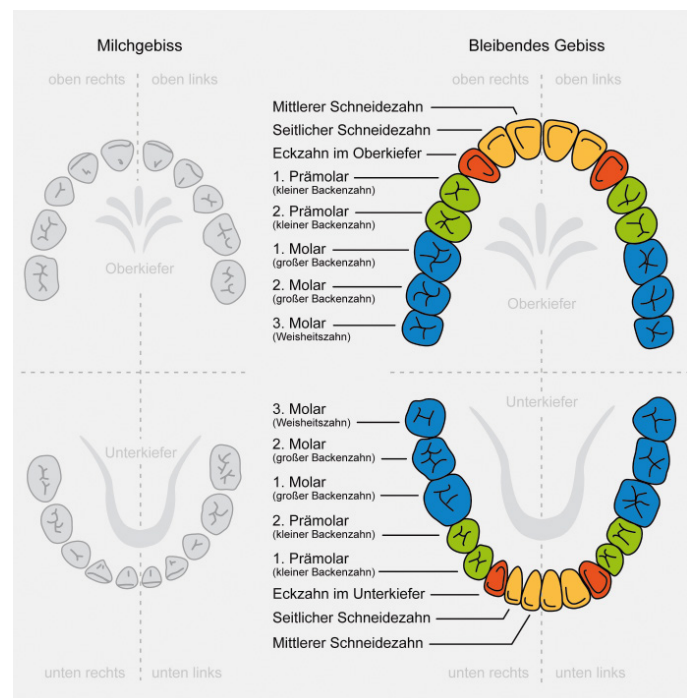 Milchgebiss
oben rechts
oben links
Oberkiefer
Unterkiefer
unten rechts
unten links
Bleibendes Gebiss
oben rechts
oben links
Mittlerer Schneidezahn
Seitlicher Schneidezahn
Eckzahn im Oberkiefer
1. Prämolar
(kleiner Backenzahn)
2. Prämolar
(kleiner Backenzahn)
1. Molar
(großer Backenzahn)
2. Molar
(großer Backenzahn)
3. Molar
(Weisheitszahn)
Oberkiefer
Unterkiefer
3. Molar
(Weisheitszahn)
2. Molar
(großer Backenzahn)
1. Molar
(großer Backenzahn)
2. Prämolar
(kleiner Backenzahn)
1. Prämolar
(kleiner Backenzahn)
Eckzahn im Unterkiefer
Seitlicher Schneidezahn
Mittlerer Schneidezahn
unten rechts
unten links